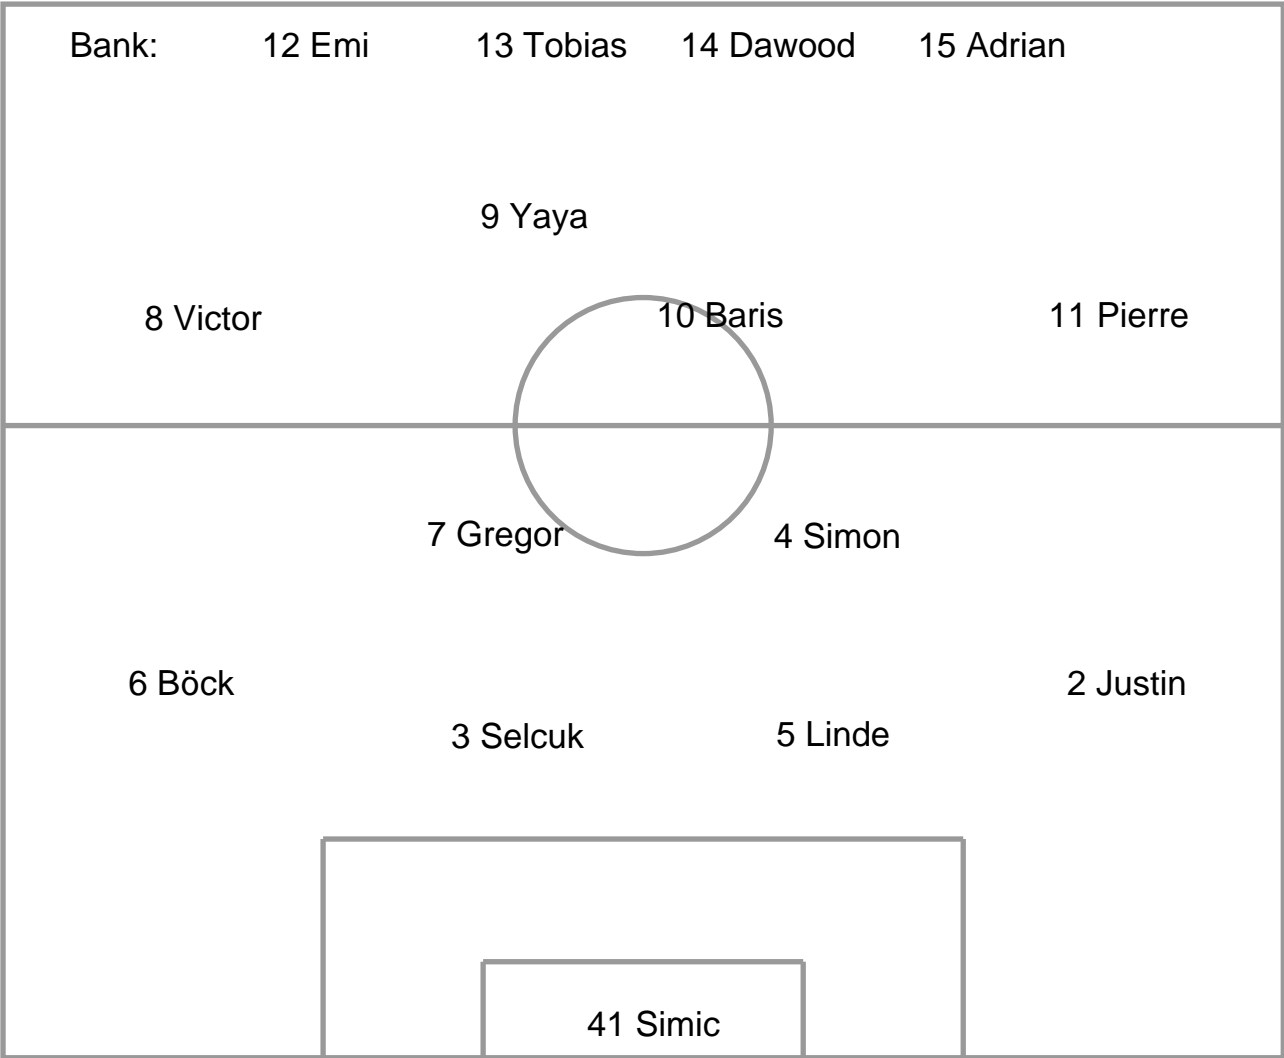 Bank: 12 Emi 13 Tobias 14 Dawood 15 Adrian
9 Yaya
8 Victor 10 Baris 11 Pierre
7 Gregor 4 Simon
6 Böck 2 Justin
3 Selcuk 5 Linde
41 Simic